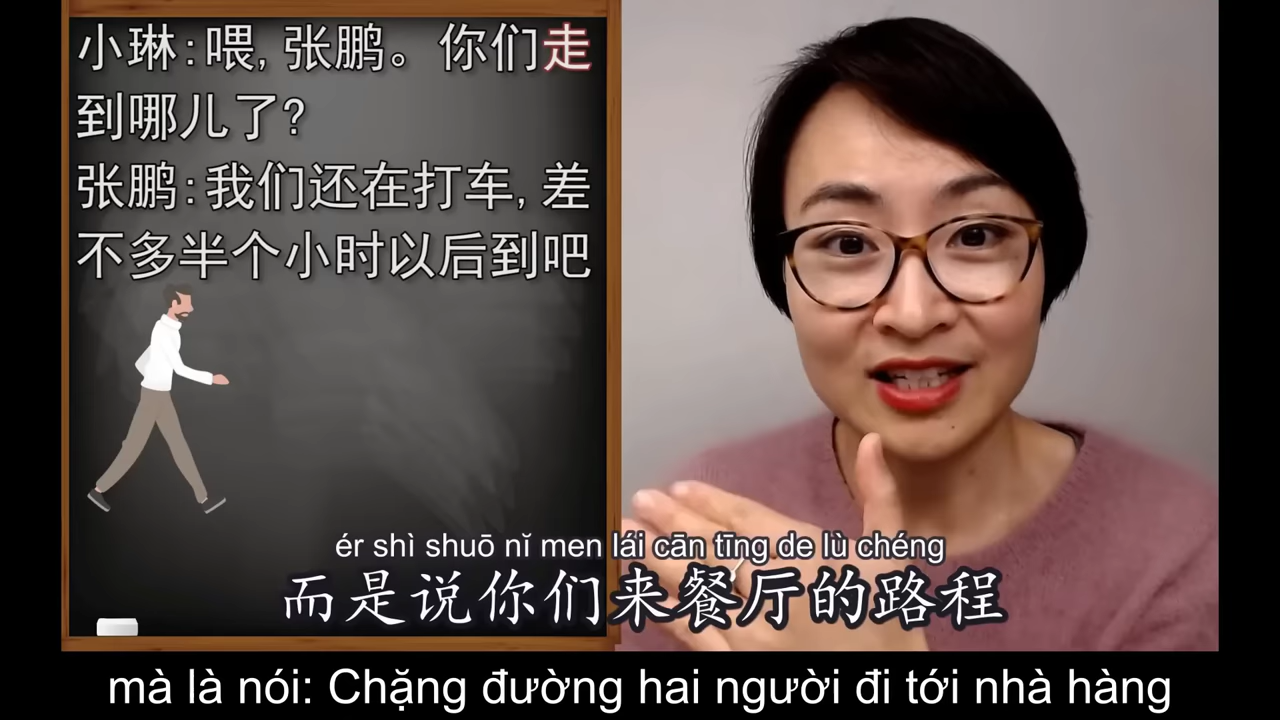 小琳:喂,张鹏。你们走
到哪儿了?
张鹏:我们还在打车,差
不多半个小时以后到吧
ér shì shuō nǐ men lái cān tīng de lù chéng
而是说你们来餐厅的路程
mà là nói: Chặng đường hai người đi tới nhà hàng